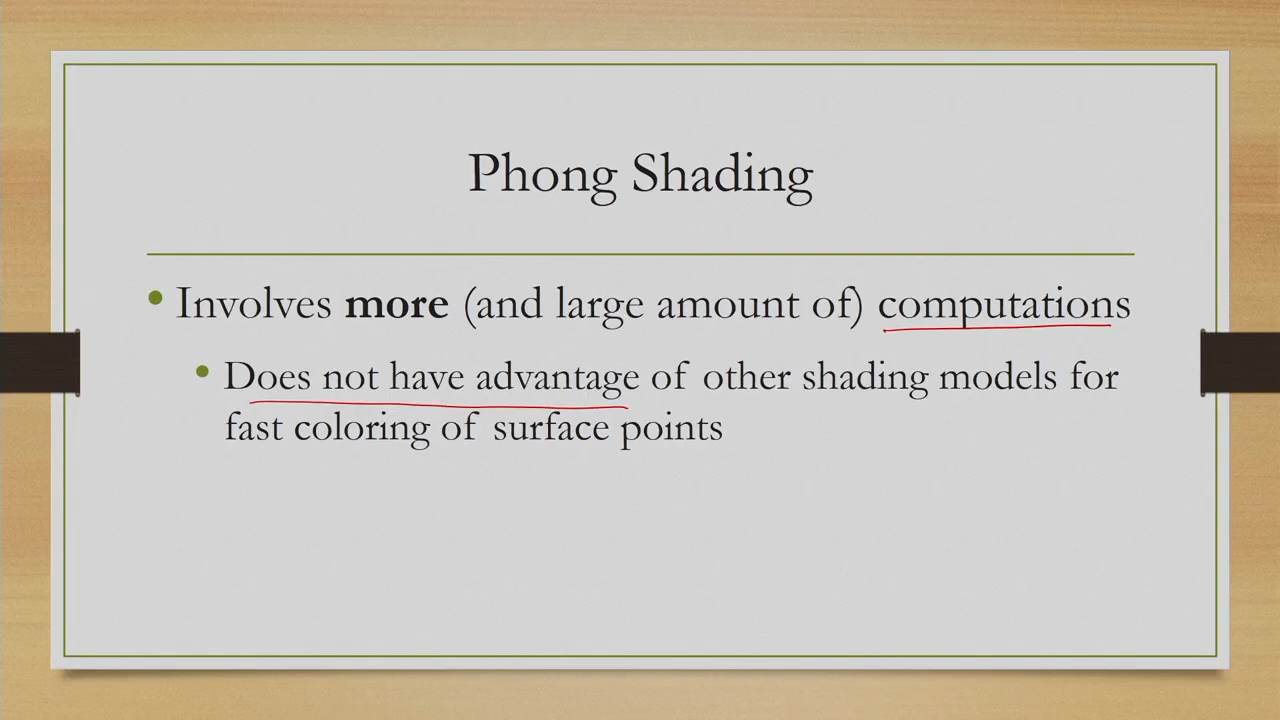 Phong Shading
• Involves more (and large amount of) computations
• Does not have advantage of other shading models for
fast coloring of surface points